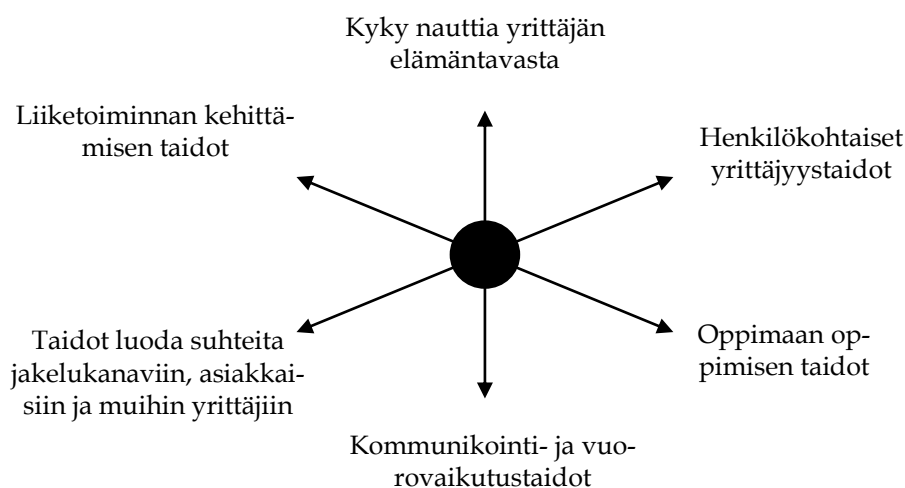 Kyky nauttia yrittäjän
elämäntavasta
Liiketoiminnan kehittä-
misen taidot
Henkilökohtaiset
yrittäjyystaidot
Taidot luoda suhteita
jakelukanaviin, asiakkai-
siin ja muihin yrittäjiin
Oppimaan op-
pimisen taidot
Kommunikointi- ja vuo-
rovaikutustaidot